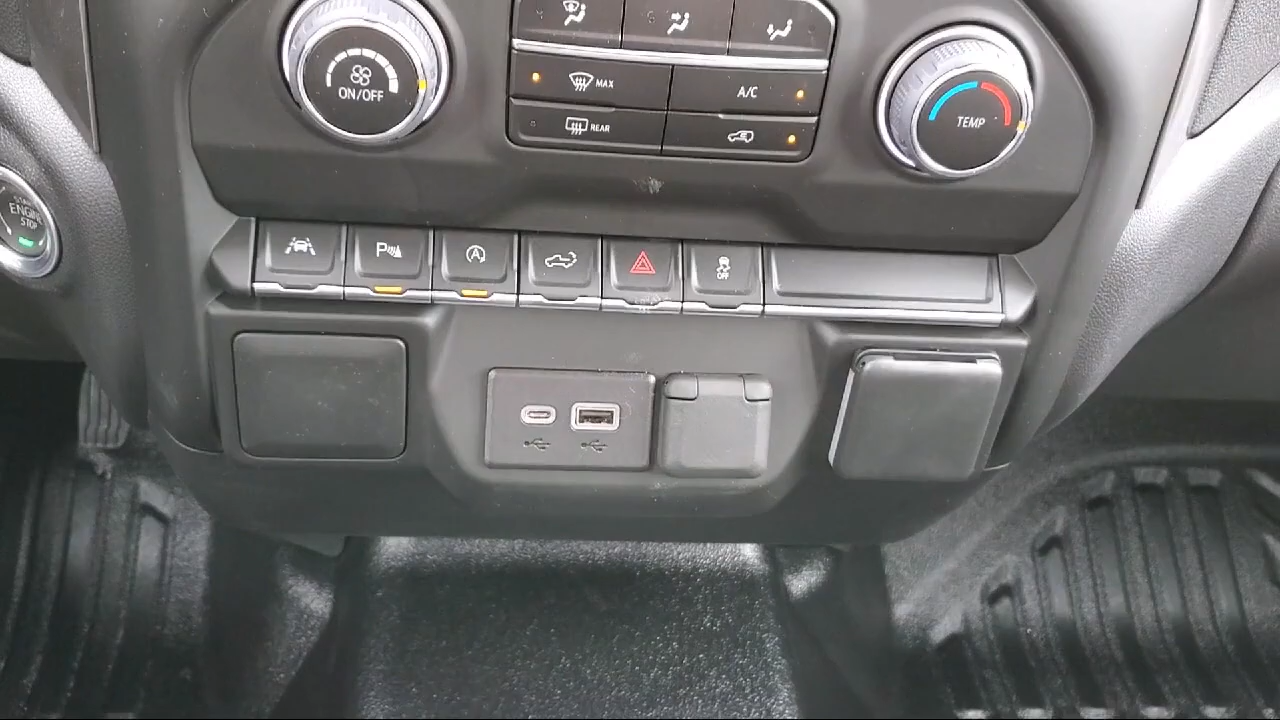 MAX
A/C
ON/OFF
TEMP
REAR
ENGINE
STOP
P
A
OFF